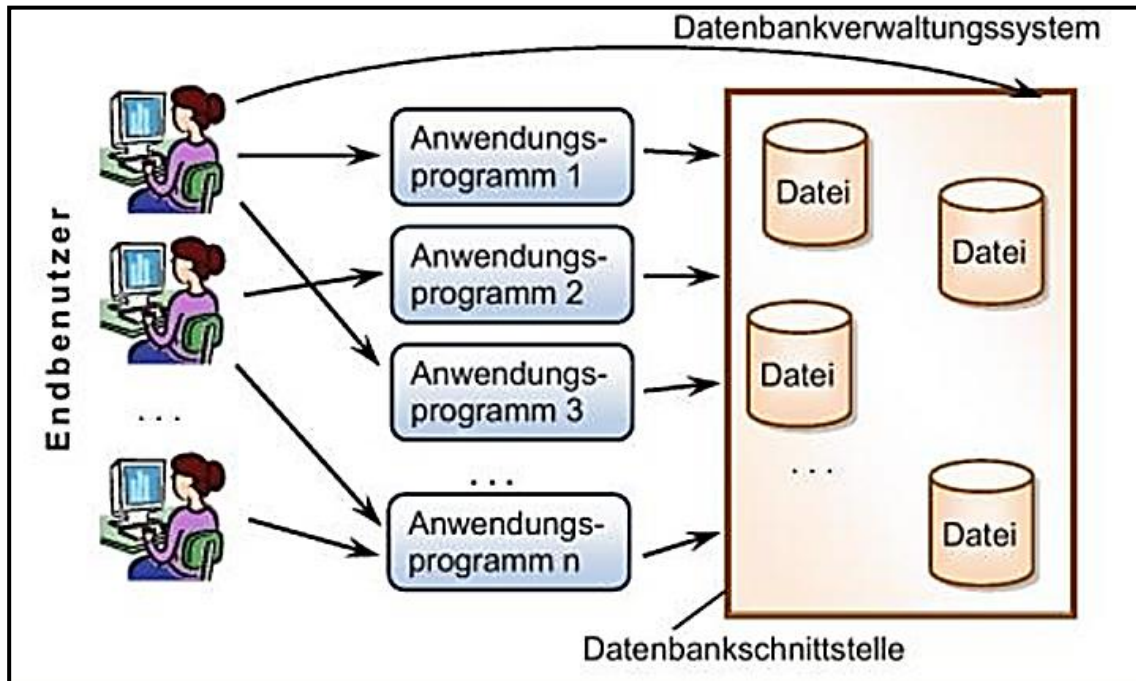 Datenbankverwaltungssystem
Endbenutzer
Anwendungs-
programm 1
Anwendungs-
programm 2
Anwendungs-
programm 3
. . .
. . .
Anwendungs-
programm n
Datei
Datei
Datei
. . .
Datei
Datenbankschnittstelle